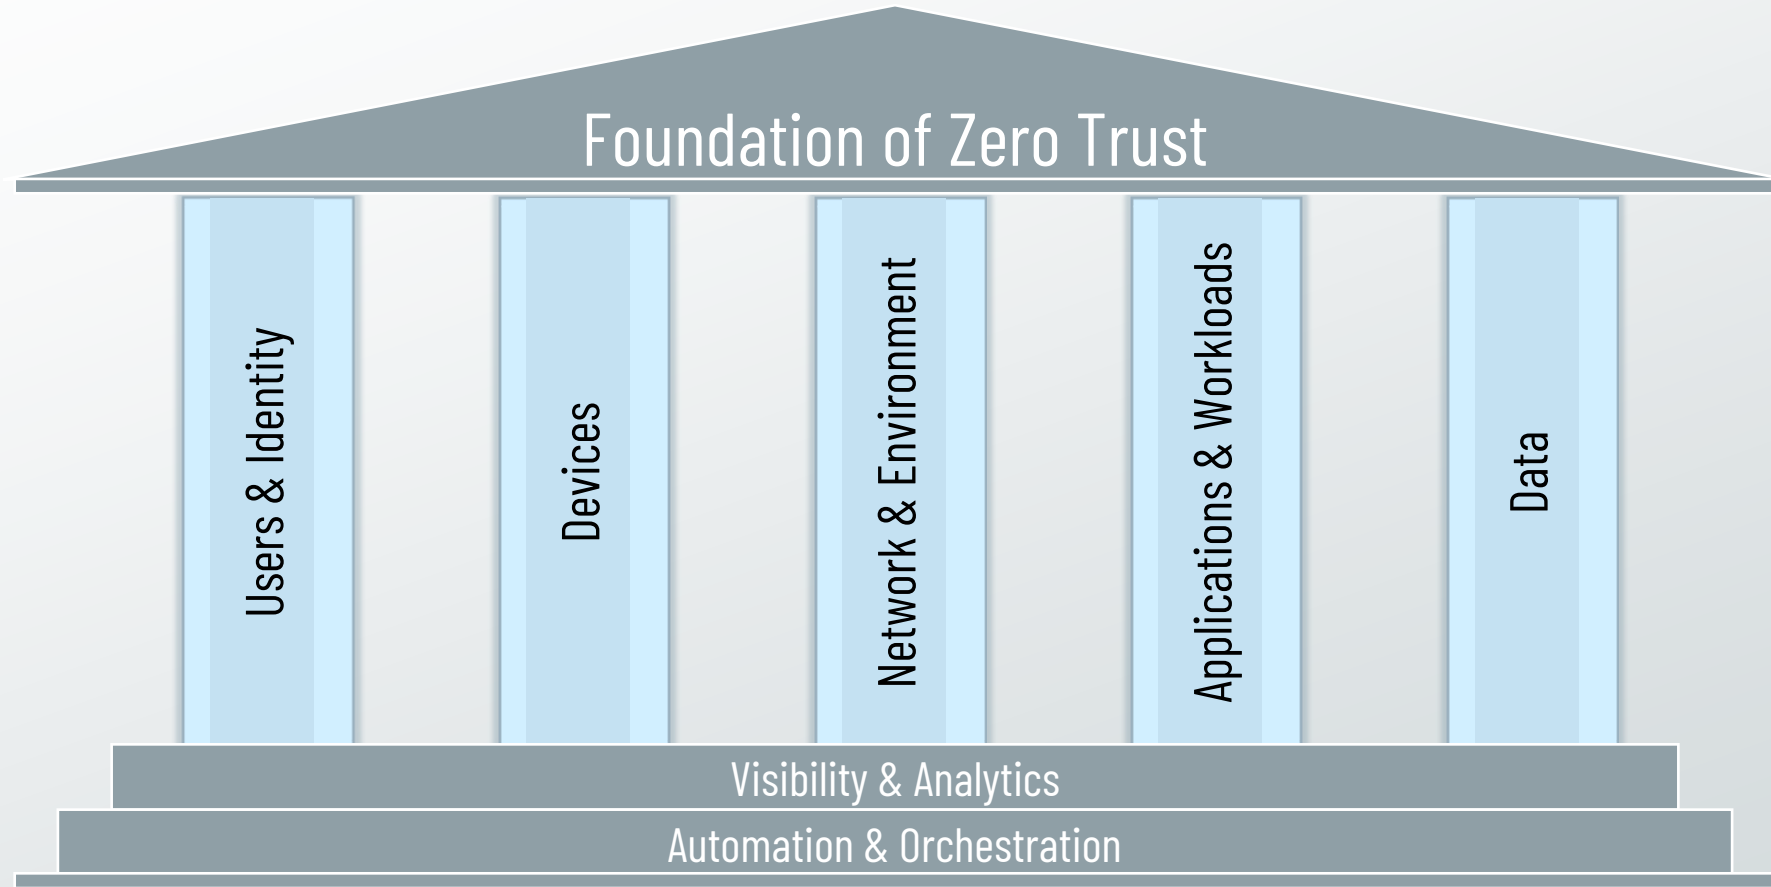 Foundation of Zero Trust
Users & Identity
Devices
Network & Environment
Applications & Workloads
Data
Visibility & Analytics
Automation & Orchestration